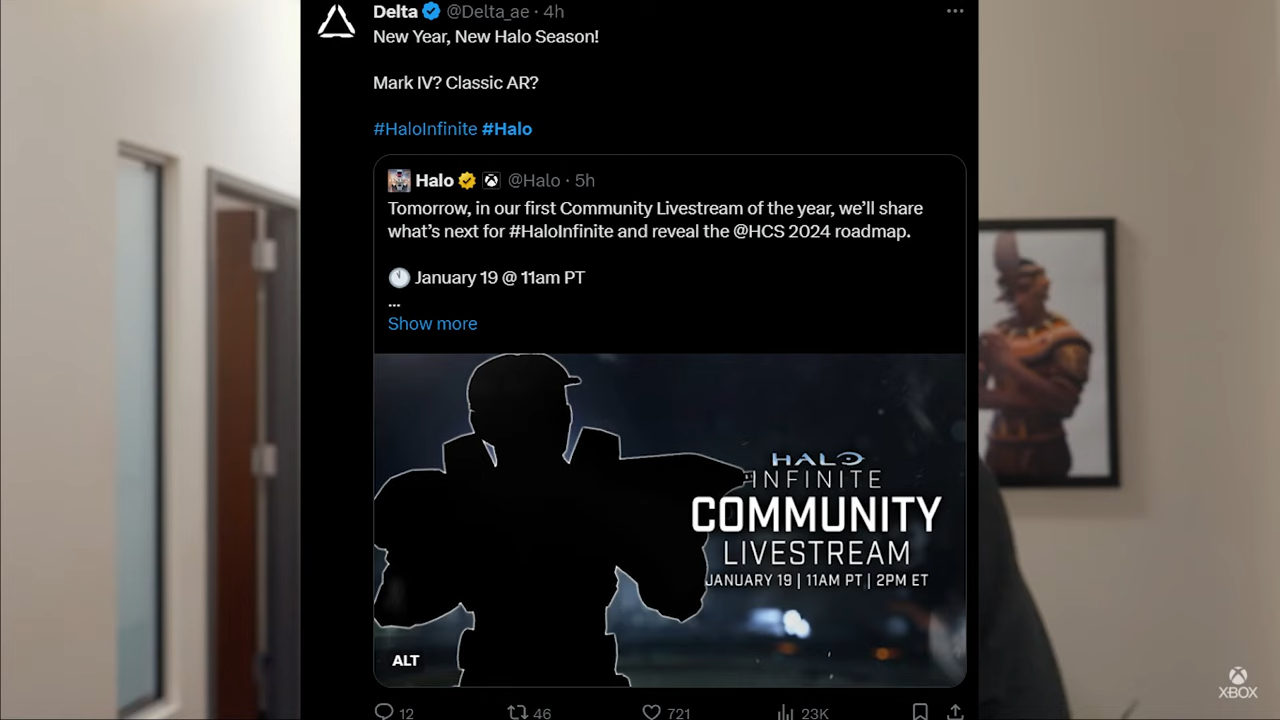 Delta @Delta_ae · 4h
New Year, New Halo Season!
Mark IV? Classic AR?
#HaloInfinite #Halo
Halo @Halo · 5h
Tomorrow, in our first Community Livestream of the year, we’ll share
what’s next for #HaloInfinite and reveal the @HCS 2024 roadmap.
January 19 @ 11am PT
...
Show more
HALO
INFINITE
COMMUNITY
LIVESTREAM
JANUARY 19 | 11AM PT | 2PM ET
ALT
12 46 721 23K
XBOX